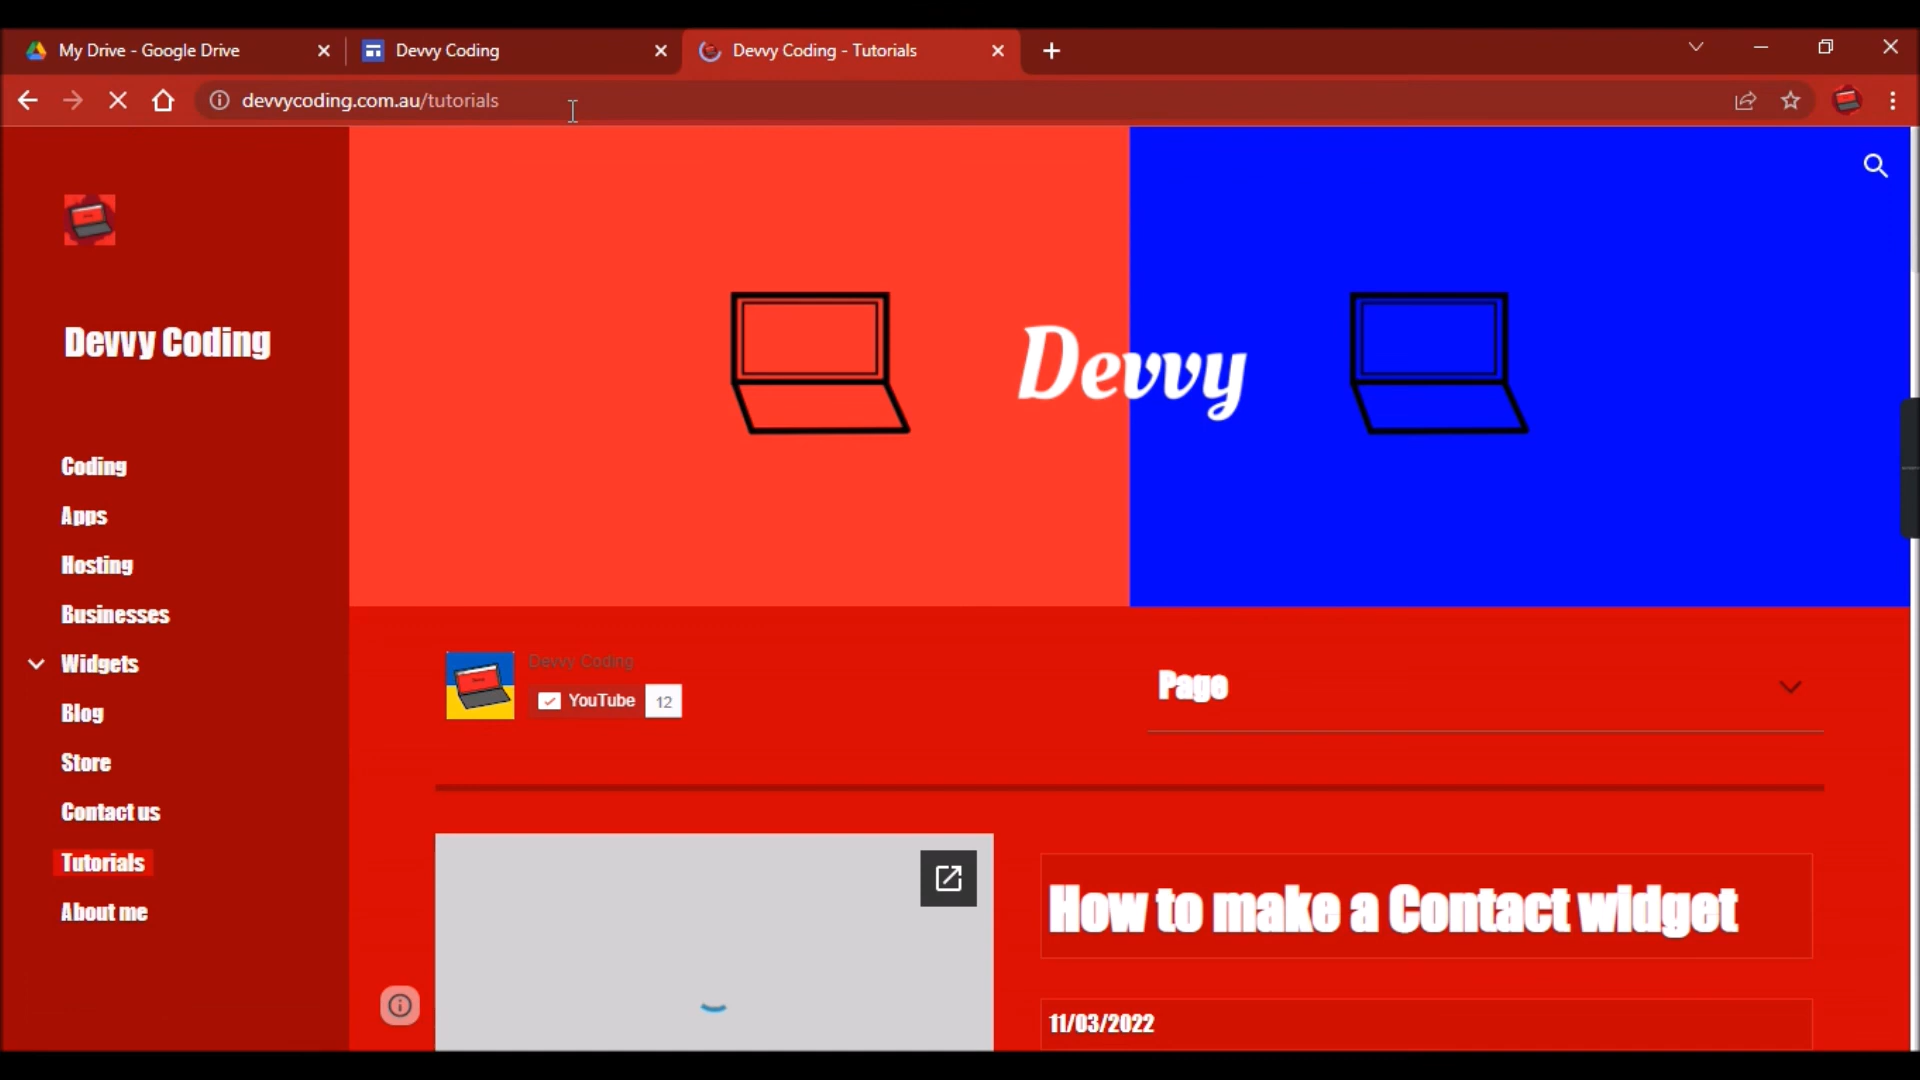 My Drive - Google Drive
Devvy Coding
Devvy Coding - Tutorials
devvycoding.com.au/tutorials
Devvy Coding
Coding
Apps
Hosting
Businesses
Widgets
Blog
Store
Contact us
Tutorials
About me
Devvy
Devvy Coding
YouTube 12
Page
How to make a Contact widget
11/03/2022